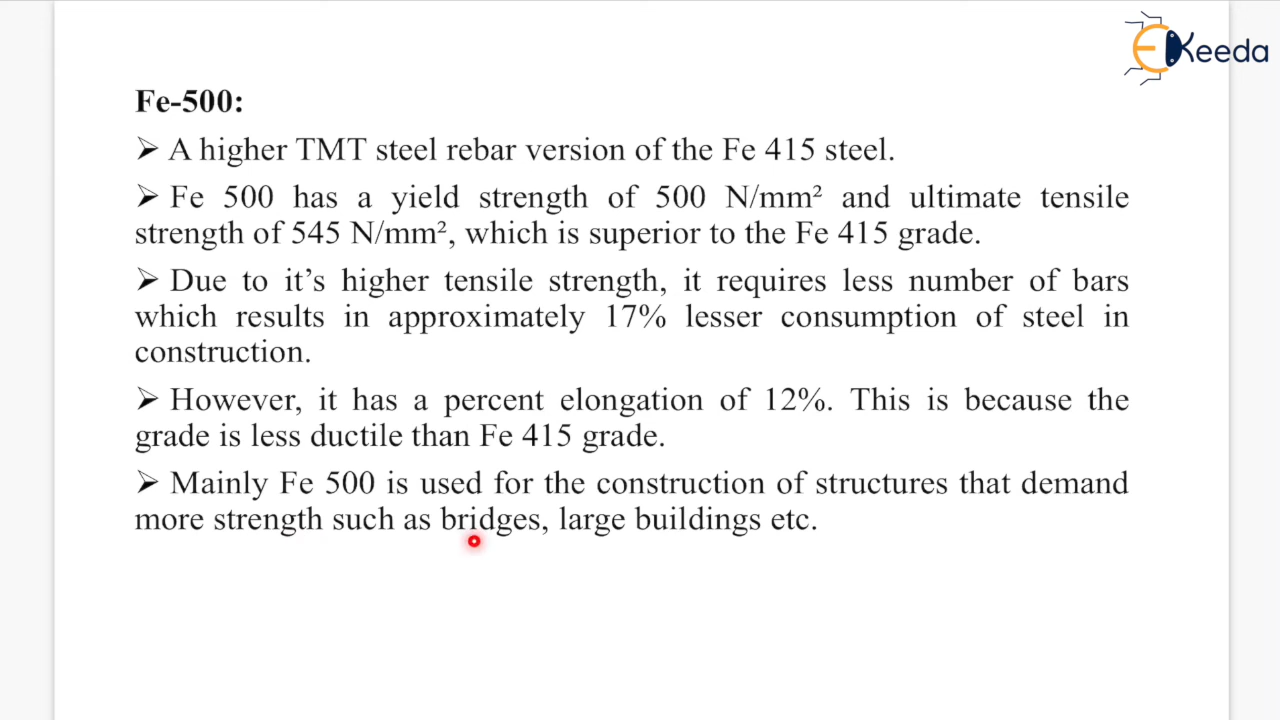 EKeeda
Fe-500:
➢ A higher TMT steel rebar version of the Fe 415 steel.
➢ Fe 500 has a yield strength of 500 N/mm² and ultimate tensile
strength of 545 N/mm², which is superior to the Fe 415 grade.
➢ Due to it’s higher tensile strength, it requires less number of bars
which results in approximately 17% lesser consumption of steel in
construction.
➢ However, it has a percent elongation of 12%. This is because the
grade is less ductile than Fe 415 grade.
➢ Mainly Fe 500 is used for the construction of structures that demand
more strength such as bridges, large buildings etc.